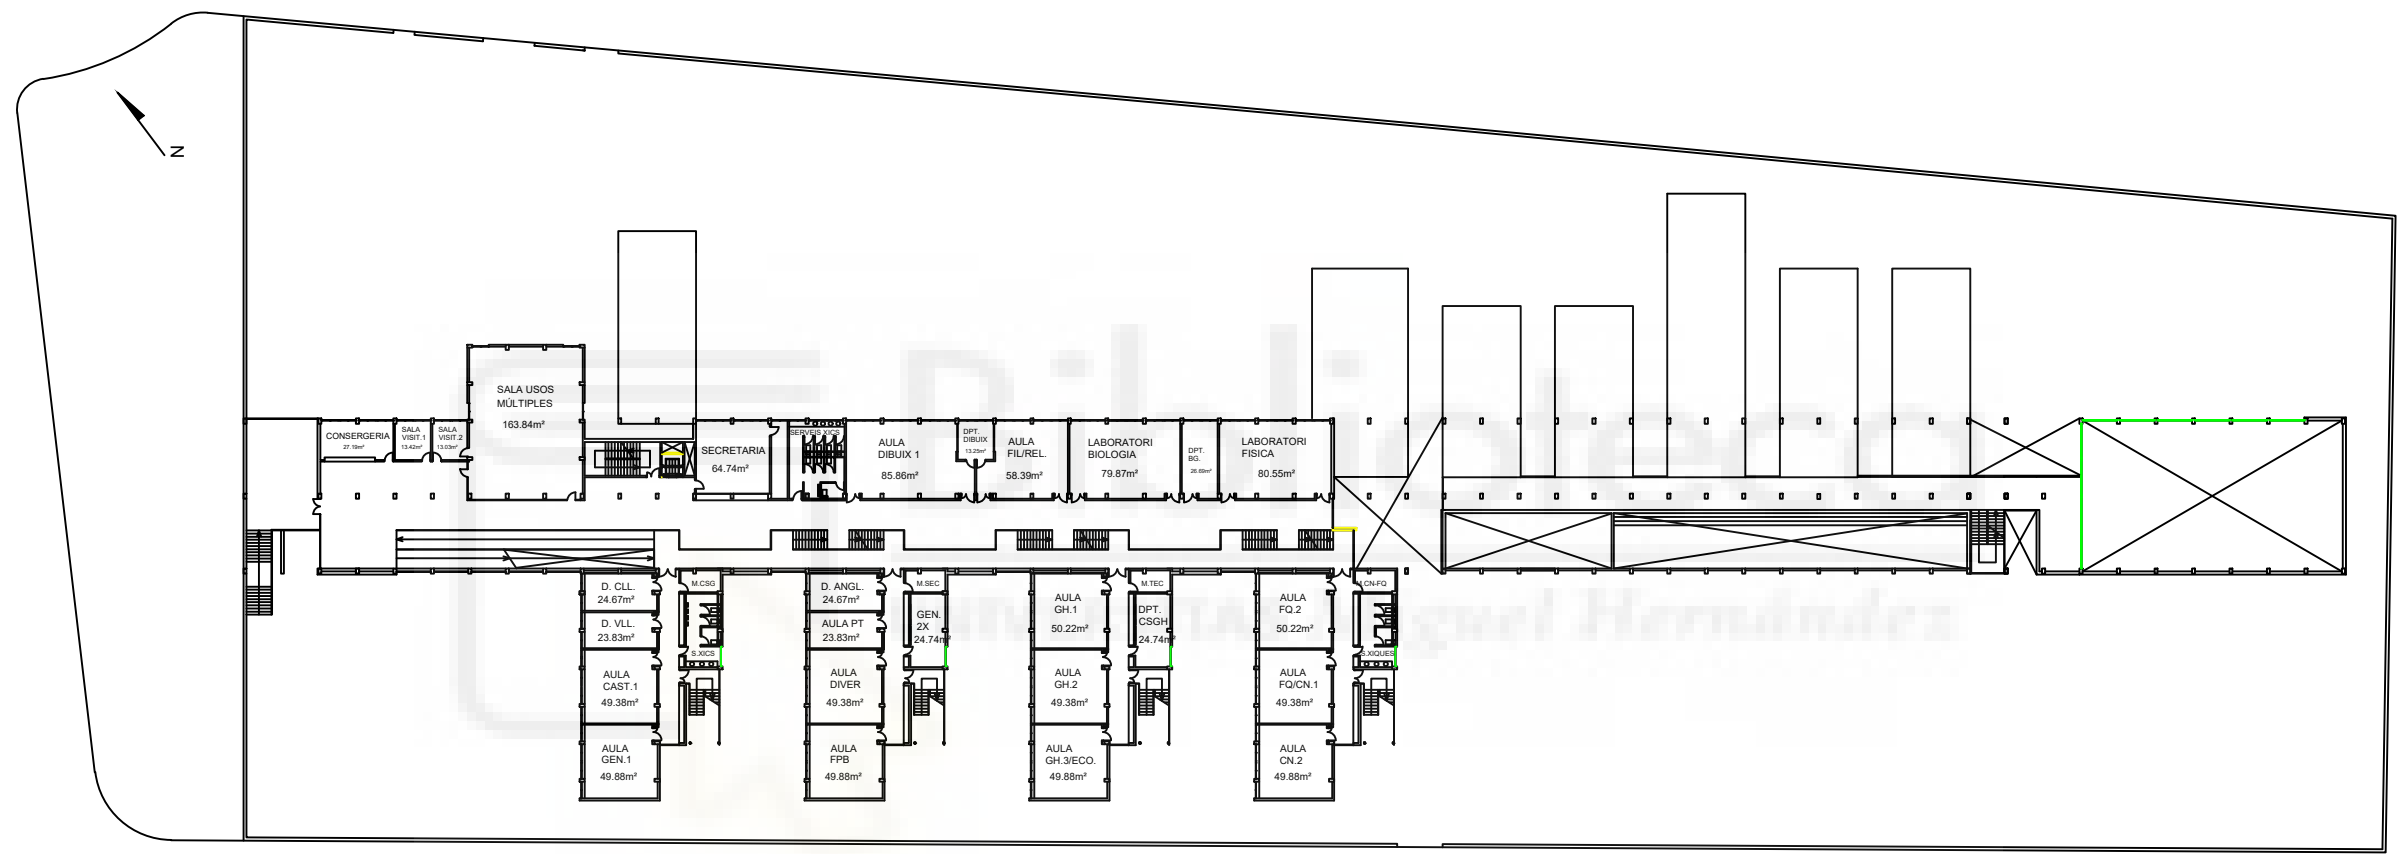 N
SALA USOS
MÚLTIPLES
163.84m²
CONSERGERIA
27.19m²
SALA
VISIT.1
13.42m²
SALA
VISIT.2
13.03m²
SECRETARIA
64.74m²
SERVEIS XICS
AULA
DIBUIX 1
85.86m²
DPT.
DIBUIX
13.25m²
AULA
FIL/REL.
58.39m²
LABORATORI
BIOLOGIA
79.87m²
DPT.
BG.
26.69m²
LABORATORI
FISICA
80.55m²
D. CLL.
24.67m²
D. VLL.
23.83m²
AULA
CAST.1
49.38m²
AULA
GEN.1
49.88m²
M.CSG
S.XICS
D. ANGL.
24.67m²
AULA PT
23.83m²
AULA
DIVER
49.38m²
AULA
FPB
49.88m²
M.SEC
GEN.
2X
24.74m²
AULA
GH.1
50.22m²
AULA
GH.2
49.38m²
AULA
GH.3/ECO.
49.88m²
M.TEC
DPT.
CSGH
24.74m²
AULA
FQ.2
50.22m²
AULA
FQ/CN.1
49.38m²
AULA
CN.2
49.88m²
M.CN-FQ
S.XIQUES
Biblioteca
UNIVERSITAS Miguel Hernández